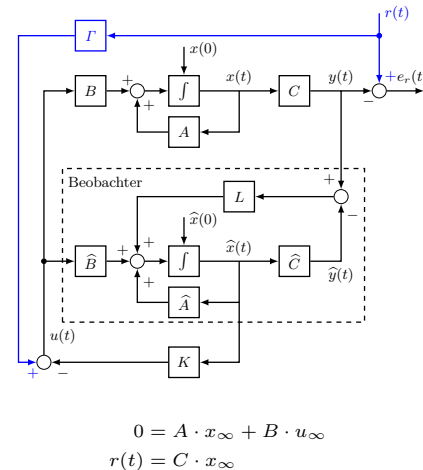 r(t)
Γ
x(0)
B
+
+
∫
x(t)
C
y(t)
−
+
e_r(t
A
Beobachter
L
+
−
x̂(0)
B̂
+
+
+
∫
x̂(t)
Ĉ
ŷ(t)
Â
u(t)
+
−
K
0 = A · x_∞ + B · u_∞
r(t) = C · x_∞